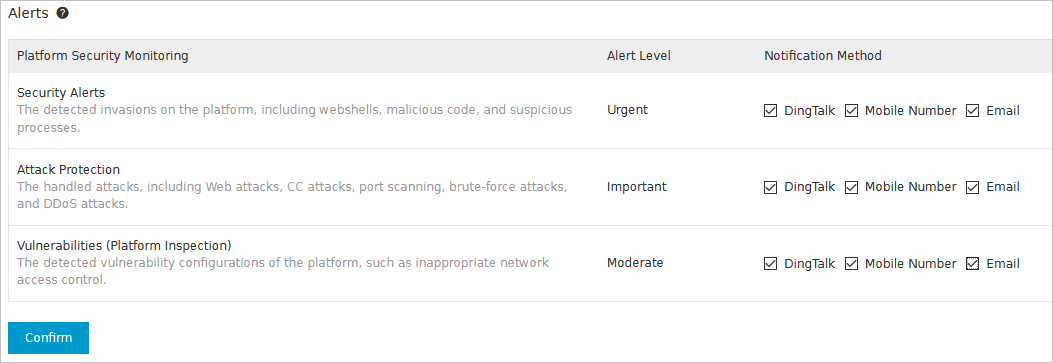 Alerts
Platform Security Monitoring Alert Level Notification Method
Security Alerts
The detected invasions on the platform, including webshells, malicious code, and suspicious
processes.
Urgent
DingTalk Mobile Number Email
Attack Protection
The handled attacks, including Web attacks, CC attacks, port scanning, brute-force attacks,
and DDoS attacks.
Important
DingTalk Mobile Number Email
Vulnerabilities (Platform Inspection)
The detected vulnerability configurations of the platform, such as inappropriate network
access control.
Moderate
DingTalk Mobile Number Email
Confirm